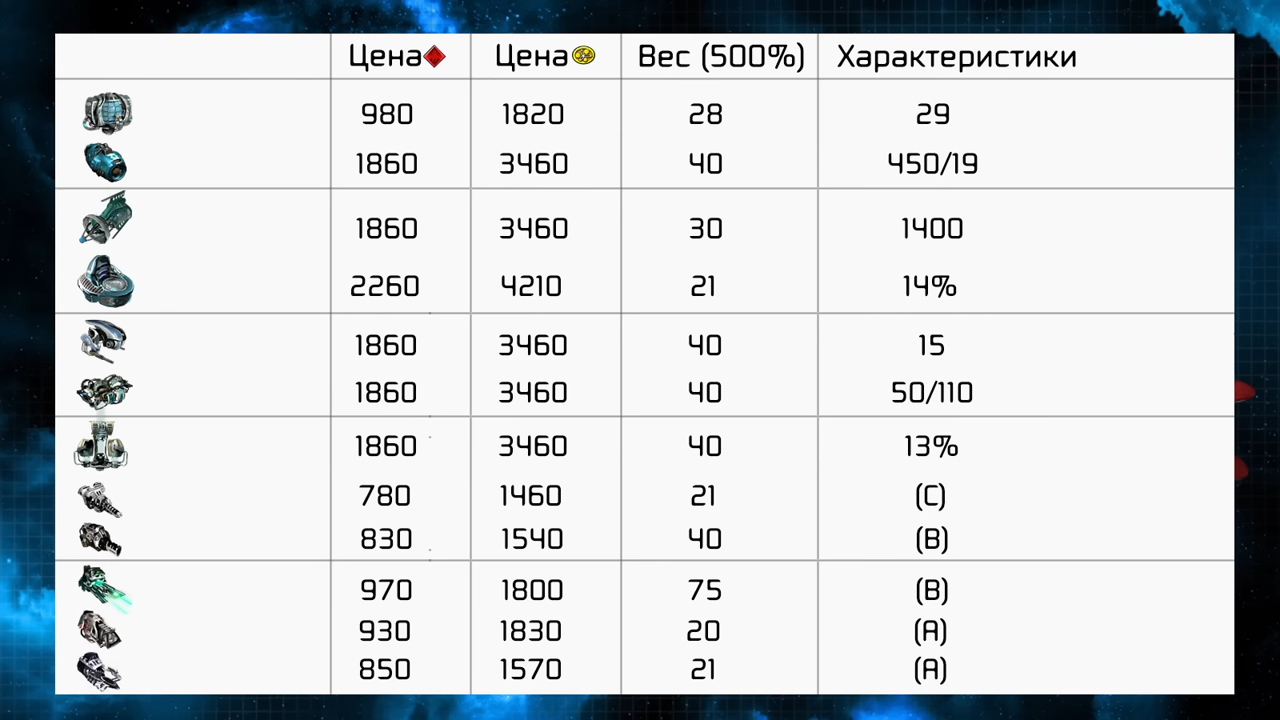 Цена Цена Вес (500%) Характеристики
980 1820 28 29
1860 3460 40 450/19
1860 3460 30 1400
2260 4210 21 14%
1860 3460 40 15
1860 3460 40 50/110
1860 3460 40 13%
780 1460 21 (C)
830 1540 40 (B)
970 1800 75 (B)
930 1830 20 (A)
850 1570 21 (A)